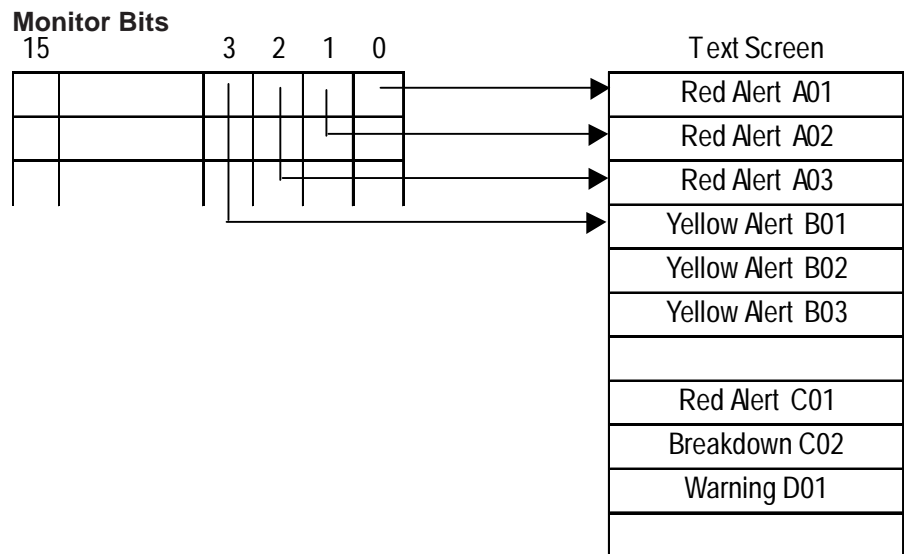 Monitor Bits
15 3 2 1 0 Text Screen
Red Alert A01
Red Alert A02
Red Alert A03
Yellow Alert B01
Yellow Alert B02
Yellow Alert B03
Red Alert C01
Breakdown C02
Warning D01